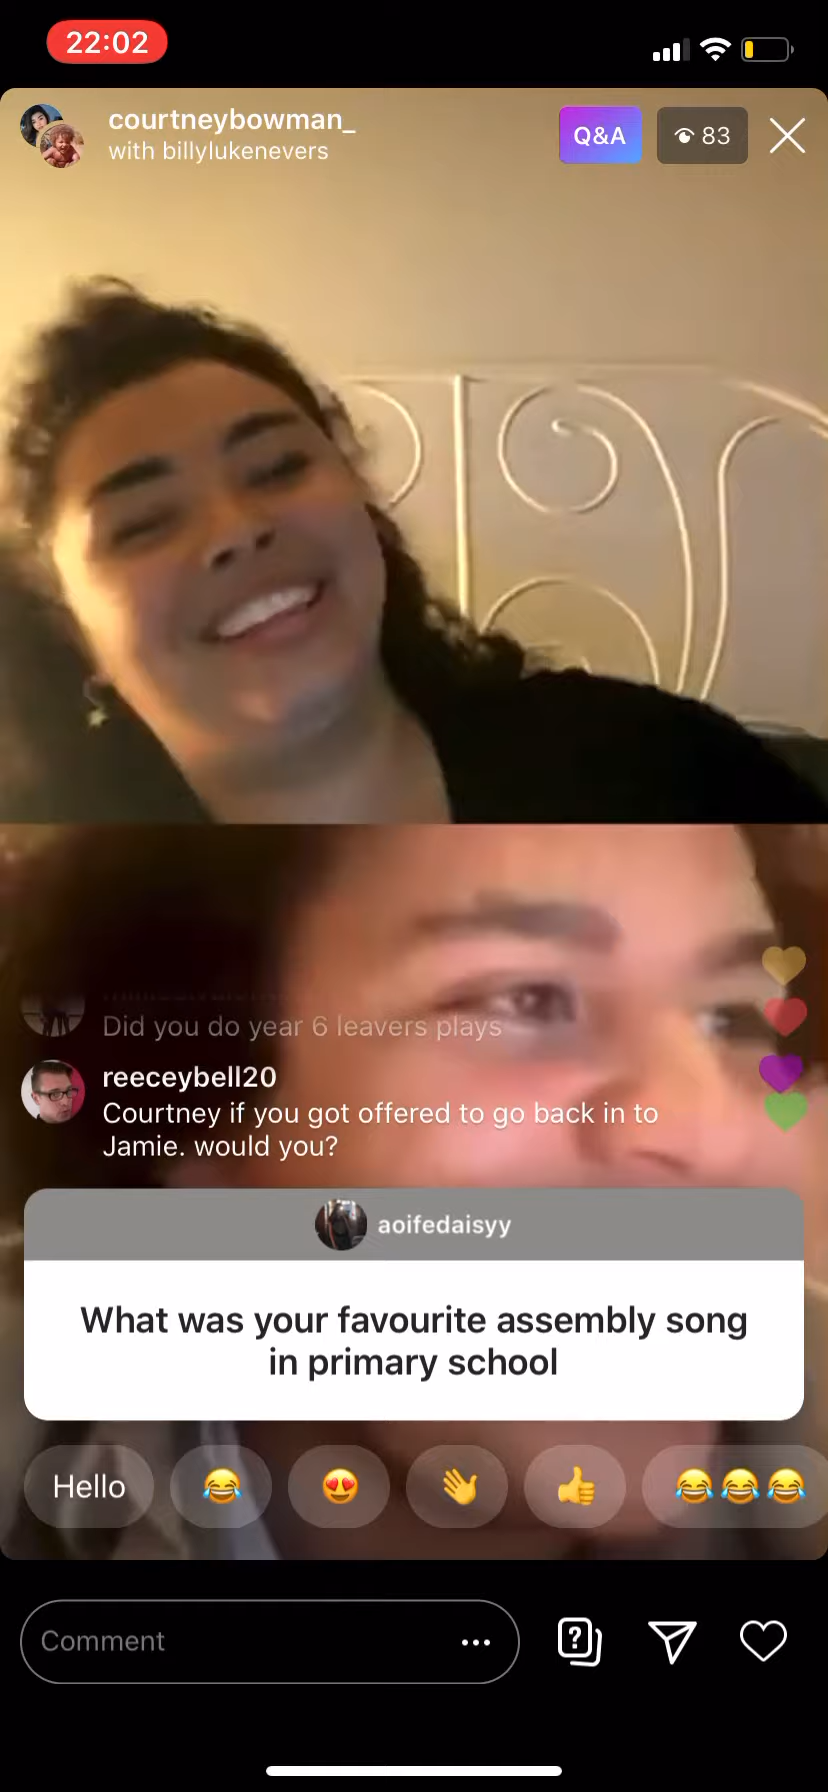 22:02
courtneybowman_
with billylukenevers
Q&A
83
Did you do year 6 leavers plays
reeceybell20
Courtney if you got offered to go back in to
Jamie. would you?
aoifedaisyy
What was your favourite assembly song
in primary school
Hello
Comment